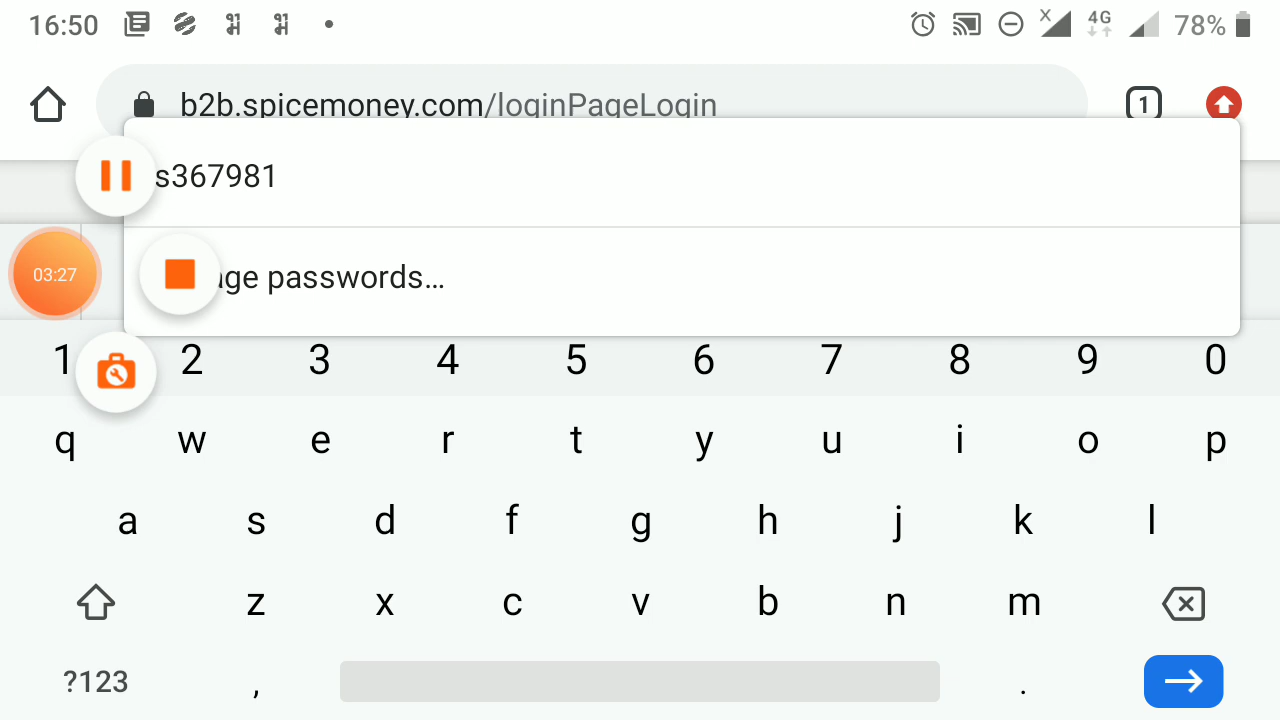 16:50 4G 78%
b2b.spicemoney.com/loginPageLogin 1
s367981
03:27
passwords...
1 2 3 4 5 6 7 8 9 0
q w e r t y u i o p
a s d f g h j k l
z x c v b n m
?123 , .